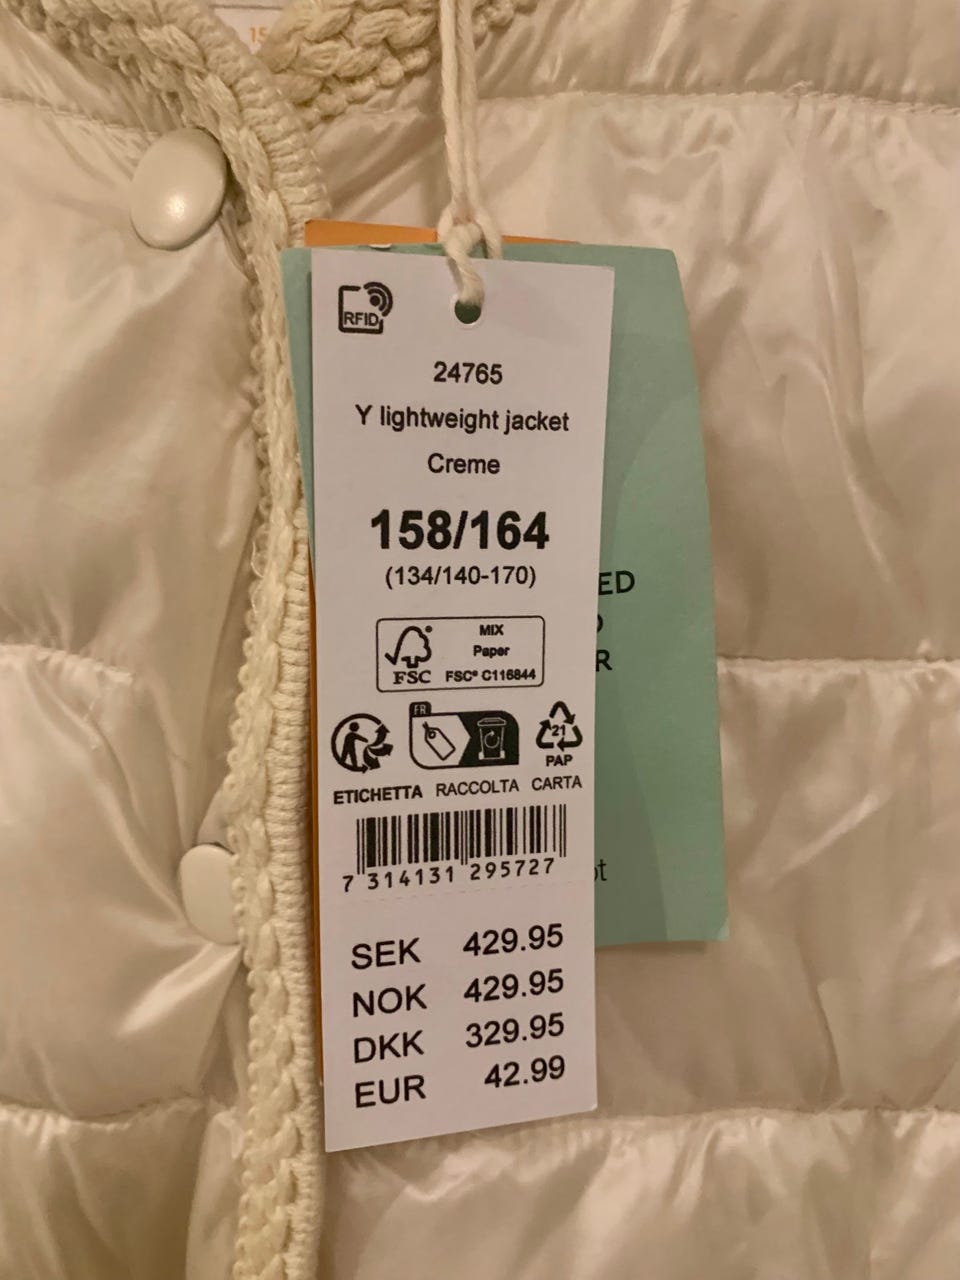 15
RFID
24765
Y lightweight jacket
Creme
158/164
(134/140-170)
MIX
Paper
FSC
FSC® C116844
FR
21
PAP
ETICHETTA RACCOLTA CARTA
7 314131 295727
SEK 429.95
NOK 429.95
DKK 329.95
EUR 42.99